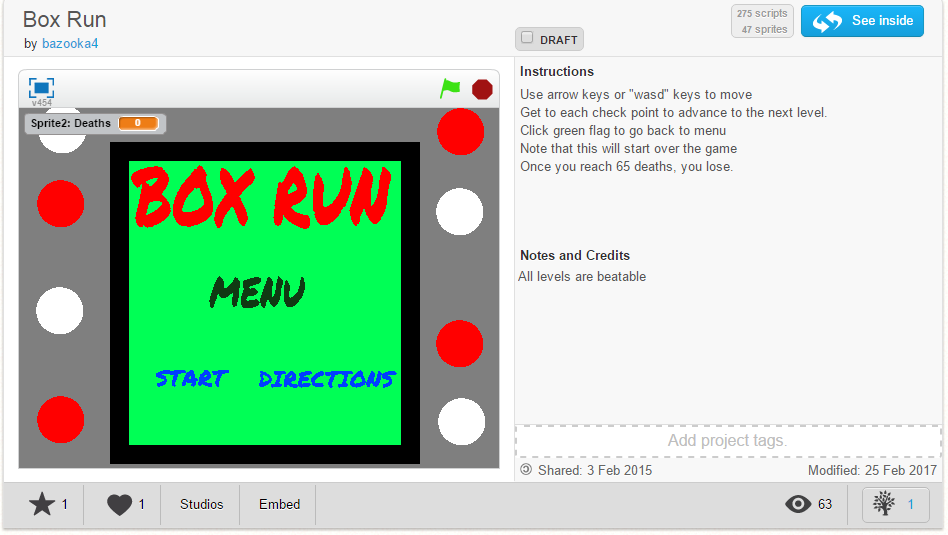 Box Run
by bazooka4
DRAFT
275 scripts
47 sprites
See inside
v454
Sprite2: Deaths 0
BOX RUN
MENU
START DIRECTIONS
Instructions
Use arrow keys or "wasd" keys to move
Get to each check point to advance to the next level.
Click green flag to go back to menu
Note that this will start over the game
Once you reach 65 deaths, you lose.
Notes and Credits
All levels are beatable
Add project tags.
Shared: 3 Feb 2015 Modified: 25 Feb 2017
1 1 Studios Embed 63 1